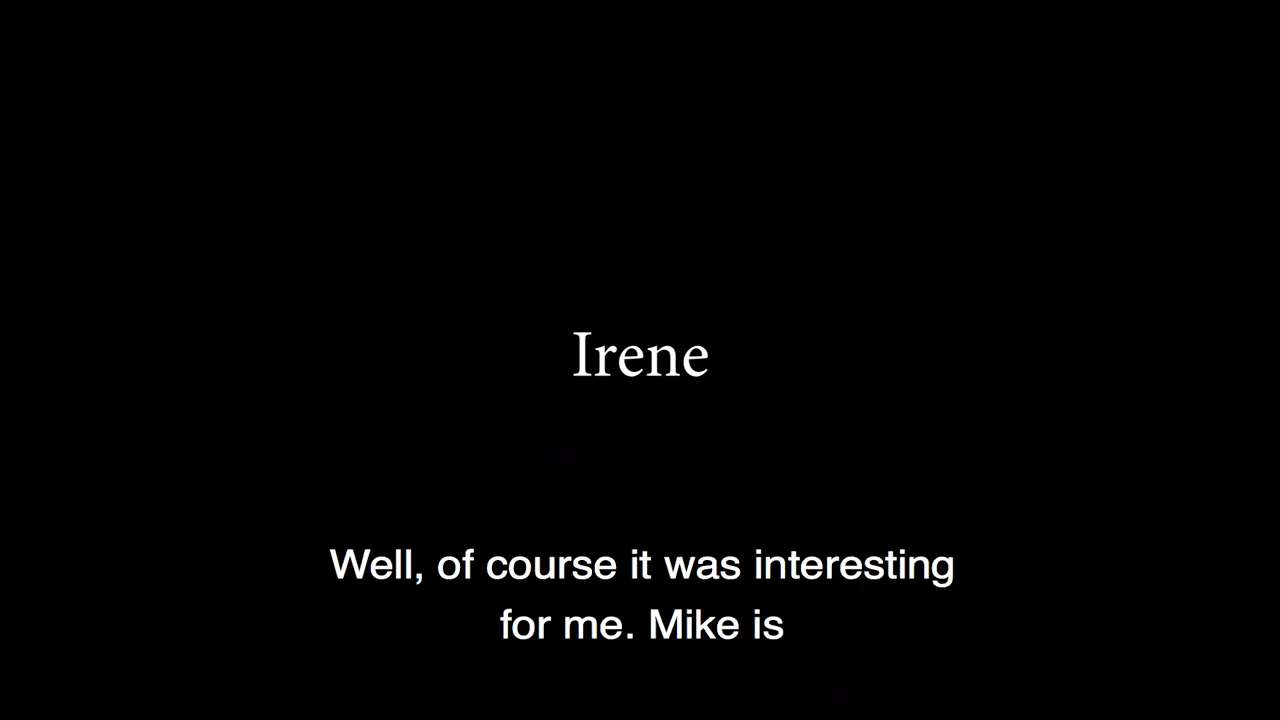 Irene
Well, of course it was interesting
for me. Mike is